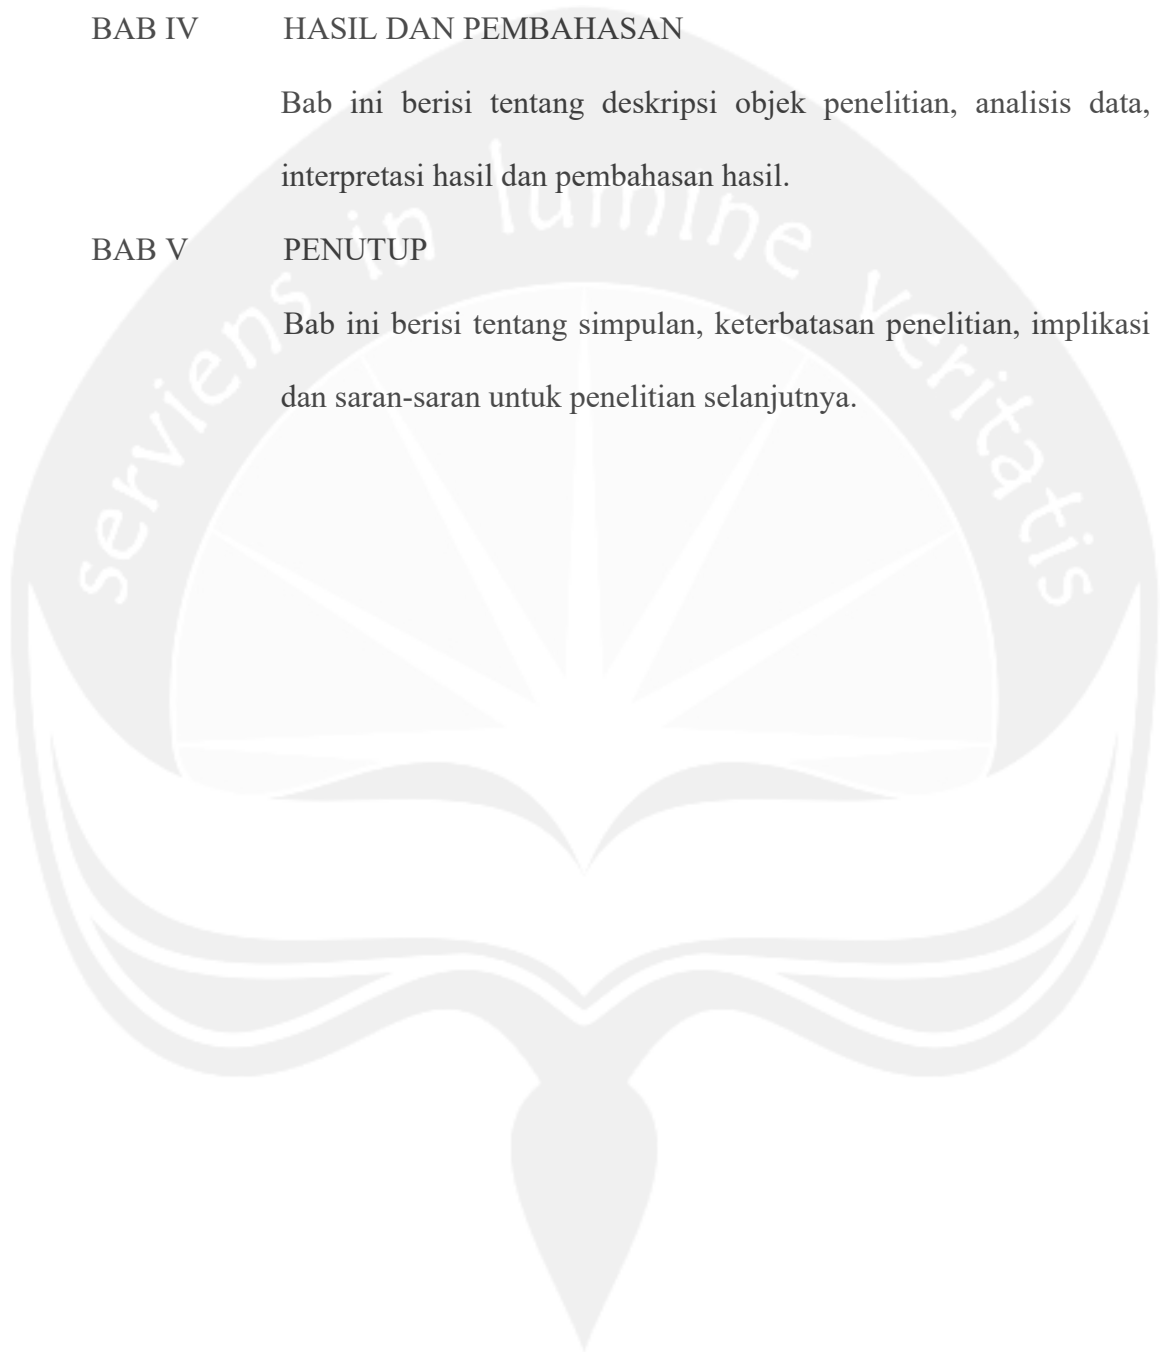 BAB IV HASIL DAN PEMBAHASAN
Bab ini berisi tentang deskripsi objek penelitian, analisis data,
interpretasi hasil dan pembahasan hasil.
BAB V PENUTUP
Bab ini berisi tentang simpulan, keterbatasan penelitian, implikasi
dan saran-saran untuk penelitian selanjutnya.
serviens in lumine veritatis